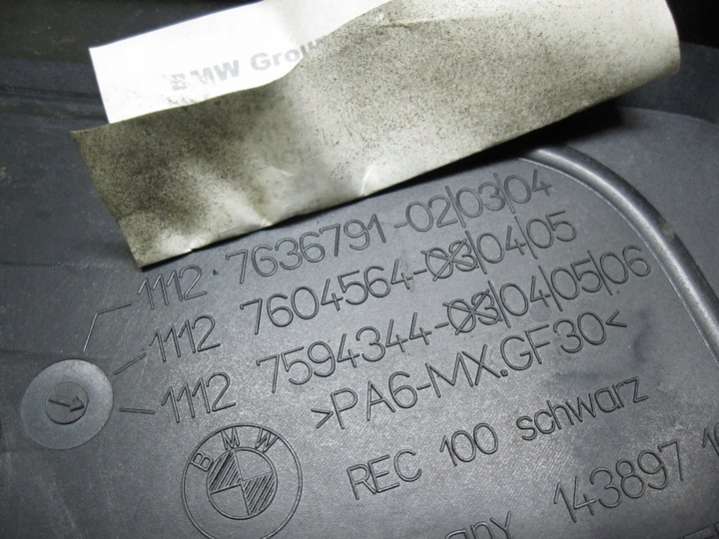 BMW Group
1112 · 7636791-02|03|04
1112 7604564-03|04|05
1112 7594344-03|04|05|06
>PA6-MX.GF30<
REC 100 schwarz
BMW
143897